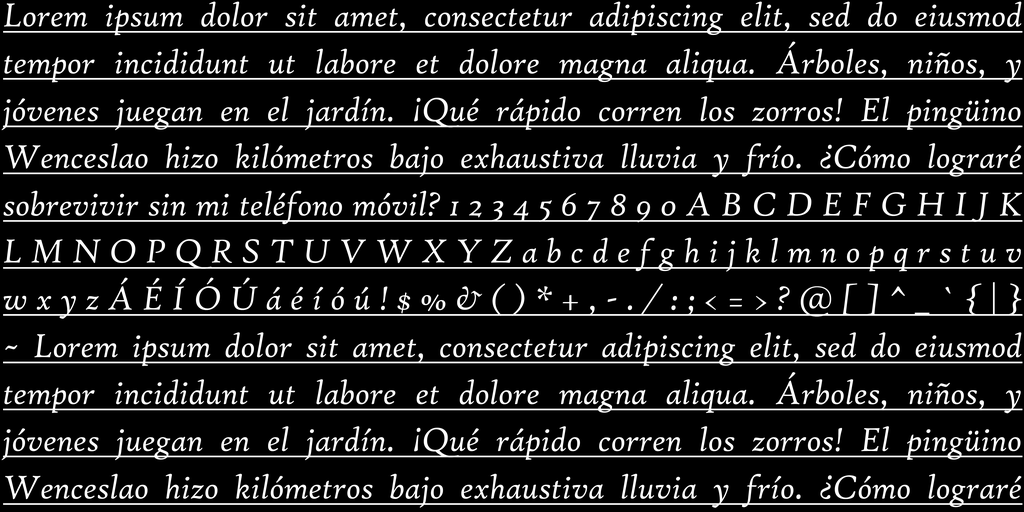 Lorem ipsum dolor sit amet, consectetur adipiscing elit, sed do eiusmod
tempor incididunt ut labore et dolore magna aliqua. Árboles, niños, y
jóvenes juegan en el jardín. ¡Qué rápido corren los zorros! El pingüino
Wenceslao hizo kilómetros bajo exhaustiva lluvia y frío. ¿Cómo lograré
sobrevivir sin mi teléfono móvil? 1 2 3 4 5 6 7 8 9 0 A B C D E F G H I J K
L M N O P Q R S T U V W X Y Z a b c d e f g h i j k l m n o p q r s t u v
w x y z Á É Í Ó Ú á é í ó ú ! $ % & ( ) * + , - . / : ; < = > ? @ [ ] ^ _ ` { | }
~ Lorem ipsum dolor sit amet, consectetur adipiscing elit, sed do eiusmod
tempor incididunt ut labore et dolore magna aliqua. Árboles, niños, y
jóvenes juegan en el jardín. ¡Qué rápido corren los zorros! El pingüino
Wenceslao hizo kilómetros bajo exhaustiva lluvia y frío. ¿Cómo lograré